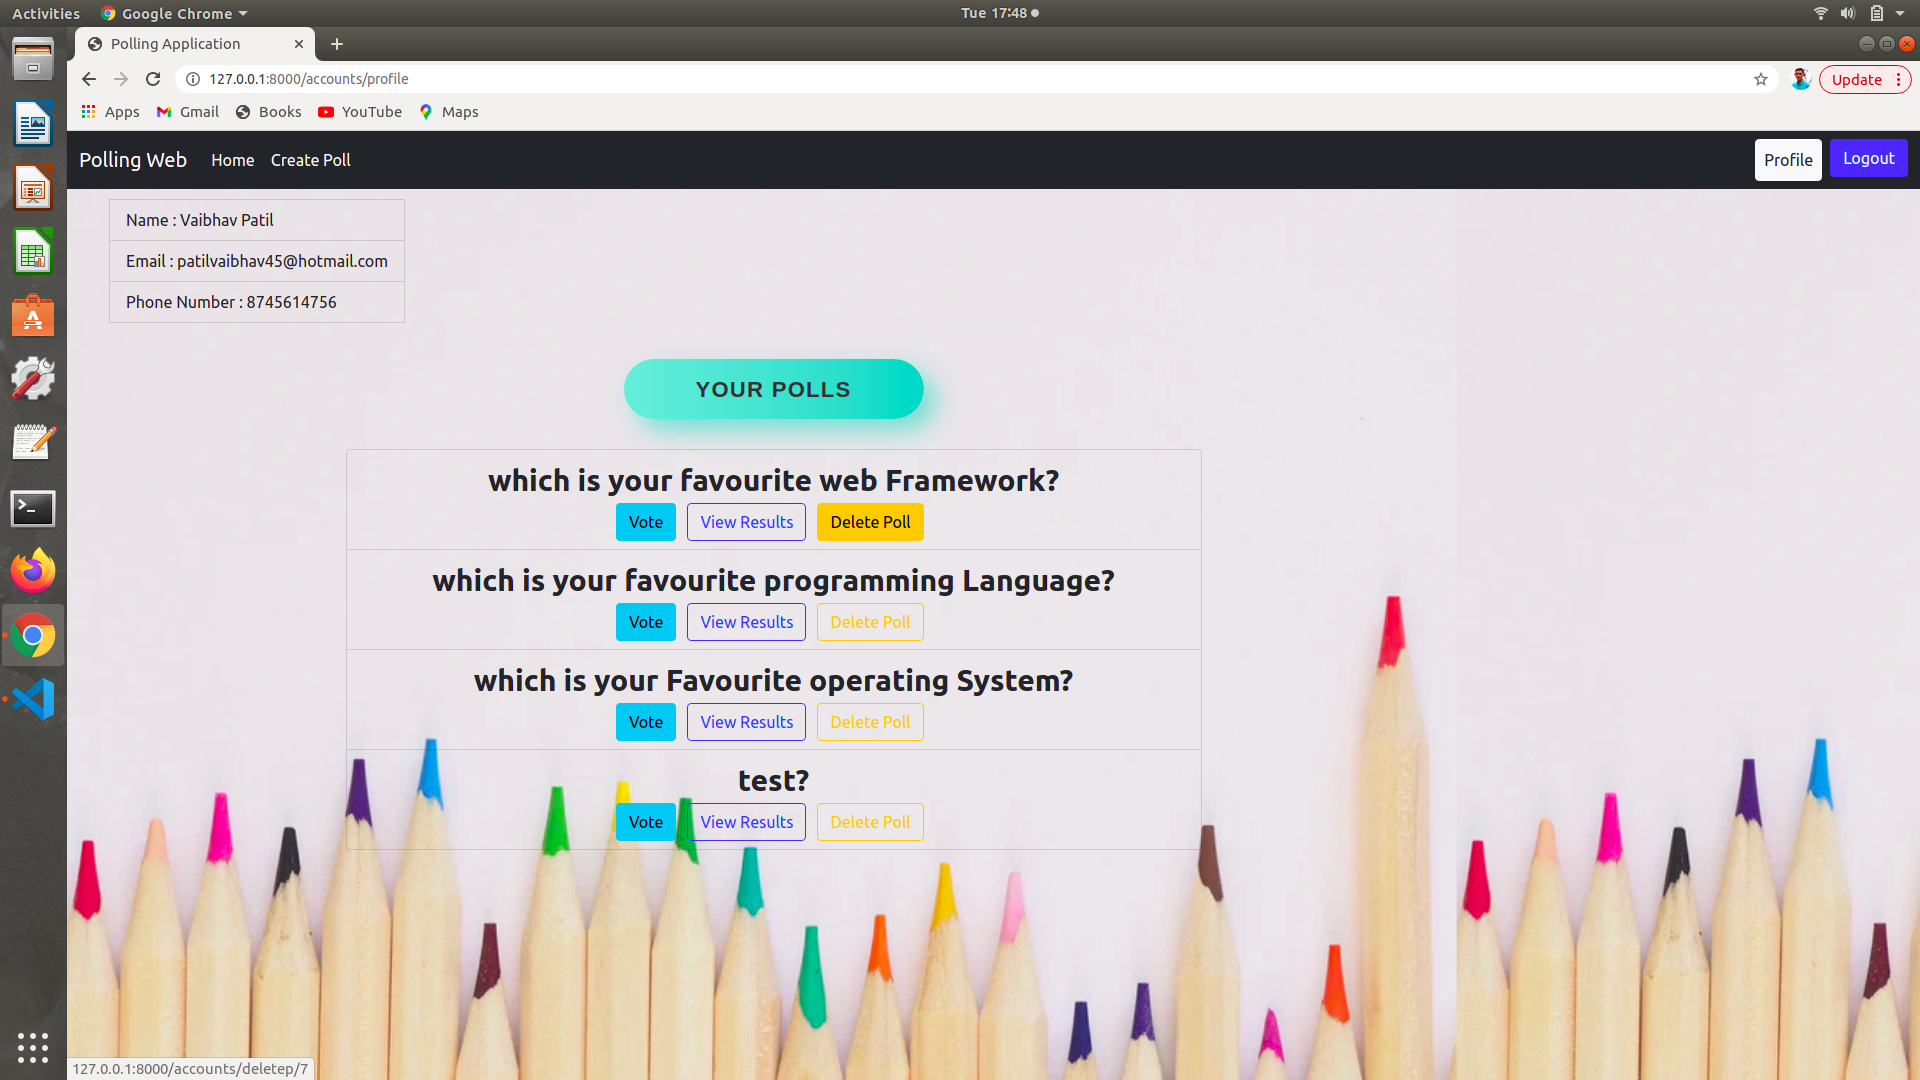 Activities Google Chrome Tue 17:48
Polling Application
127.0.0.1:8000/accounts/profile Update
Apps Gmail Books YouTube Maps
Polling Web Home Create Poll Profile Logout
Name : Vaibhav Patil
Email : patilvaibhav45@hotmail.com
Phone Number : 8745614756
YOUR POLLS
which is your favourite web Framework?
Vote View Results Delete Poll
which is your favourite programming Language?
Vote View Results Delete Poll
which is your Favourite operating System?
Vote View Results Delete Poll
test?
Vote View Results Delete Poll
127.0.0.1:8000/accounts/deletep/7